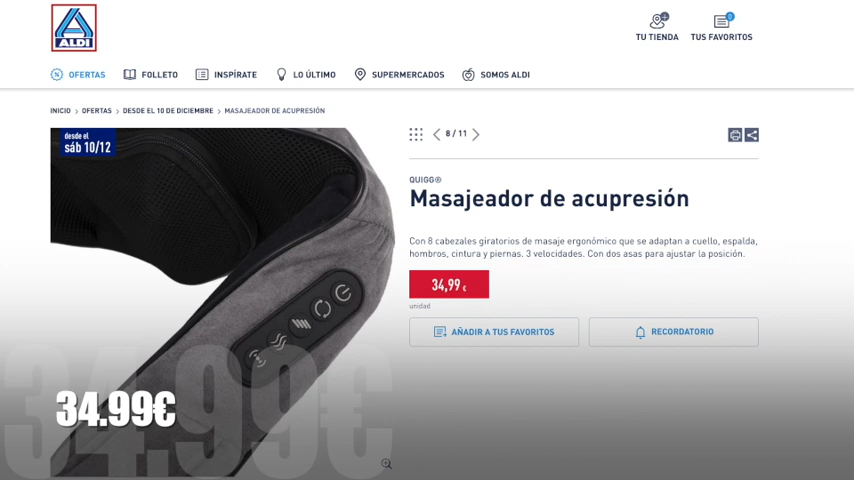 ALDI
TU TIENDA
0
TUS FAVORITOS
OFERTAS
FOLLETO
INSPÍRATE
LO ÚLTIMO
SUPERMERCADOS
SOMOS ALDI
INICIO > OFERTAS > DESDE EL 10 DE DICIEMBRE > MASAJEADOR DE ACUPRESIÓN
desde el
sáb 10/12
8 / 11
QUIGG®
Masajeador de acupresión
Con 8 cabezales giratorios de masaje ergonómico que se adaptan a cuello, espalda,
hombros, cintura y piernas. 3 velocidades. Con dos asas para ajustar la posición.
34,99 €
unidad
AÑADIR A TUS FAVORITOS
RECORDATORIO
34.99€
34.99€